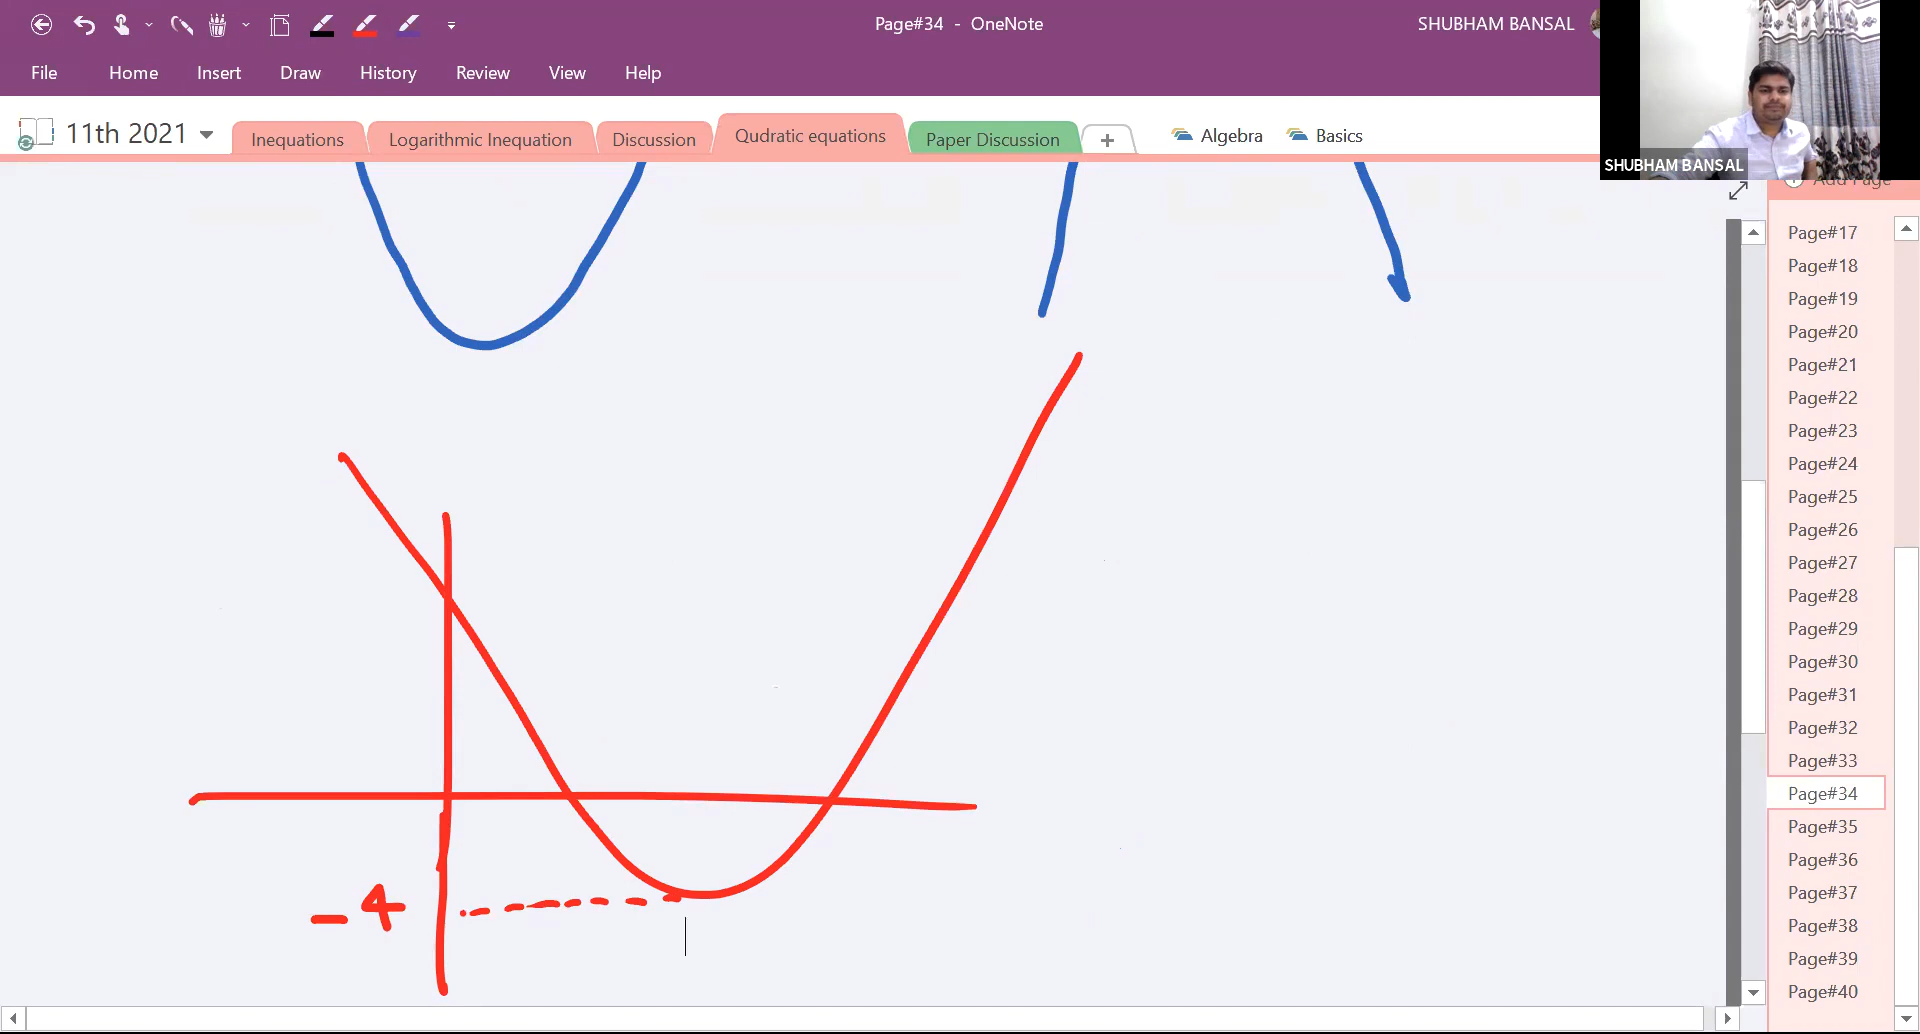 Page#34 - OneNote
SHUBHAM BANSAL
File Home Insert Draw History Review View Help
11th 2021
Inequations
Logarithmic Inequation
Discussion
Qudratic equations
Paper Discussion
+
Algebra
Basics
SHUBHAM BANSAL
Add Page
Page#17
Page#18
Page#19
Page#20
Page#21
Page#22
Page#23
Page#24
Page#25
Page#26
Page#27
Page#28
Page#29
Page#30
Page#31
Page#32
Page#33
Page#34
Page#35
Page#36
Page#37
Page#38
Page#39
Page#40
-4